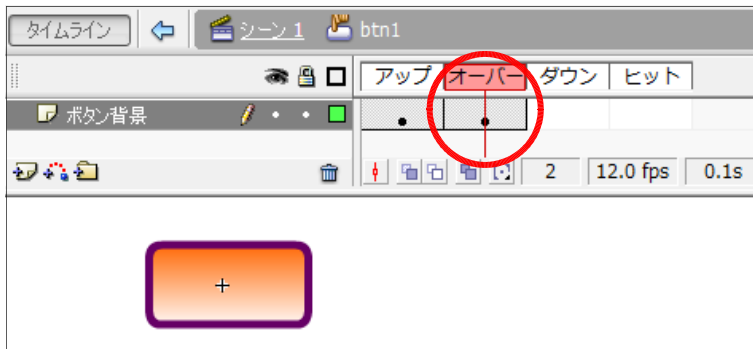 タイムライン シーン 1 btn1
アップ オーバー ダウン ヒット
ボタン背景
2 12.0 fps 0.1s